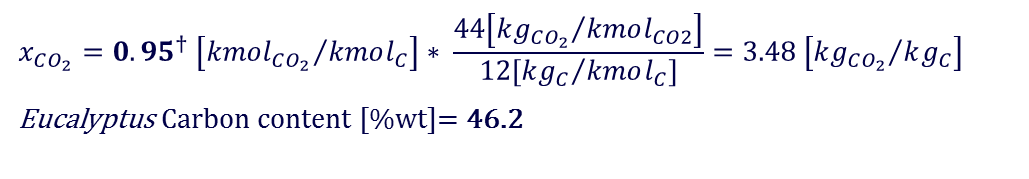 x_{CO_2} = 0.95^† [kmol_{CO_2}/kmol_C] * \frac{44[kg_{CO_2}/kmol_{CO2}]}{12[kg_C/kmol_C]} = 3.48 [kg_{CO_2}/kg_C]
Eucalyptus Carbon content [%wt]= 46.2